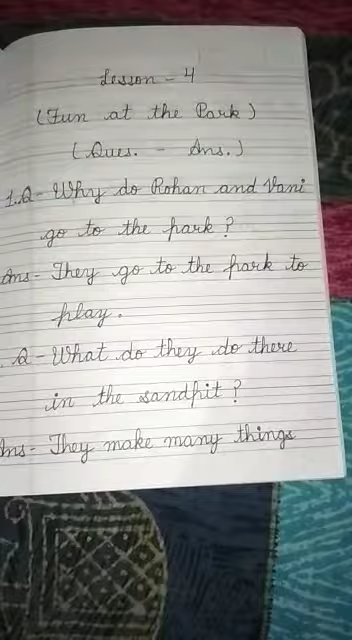 Lesson - 4
(Fun at the Park)
(Ques. - Ans.)
1.Q- Why do Rohan and Vani
go to the park?
Ans- They go to the park to
play.
. Q- What do they do there
in the sandpit?
Ans- They make many things